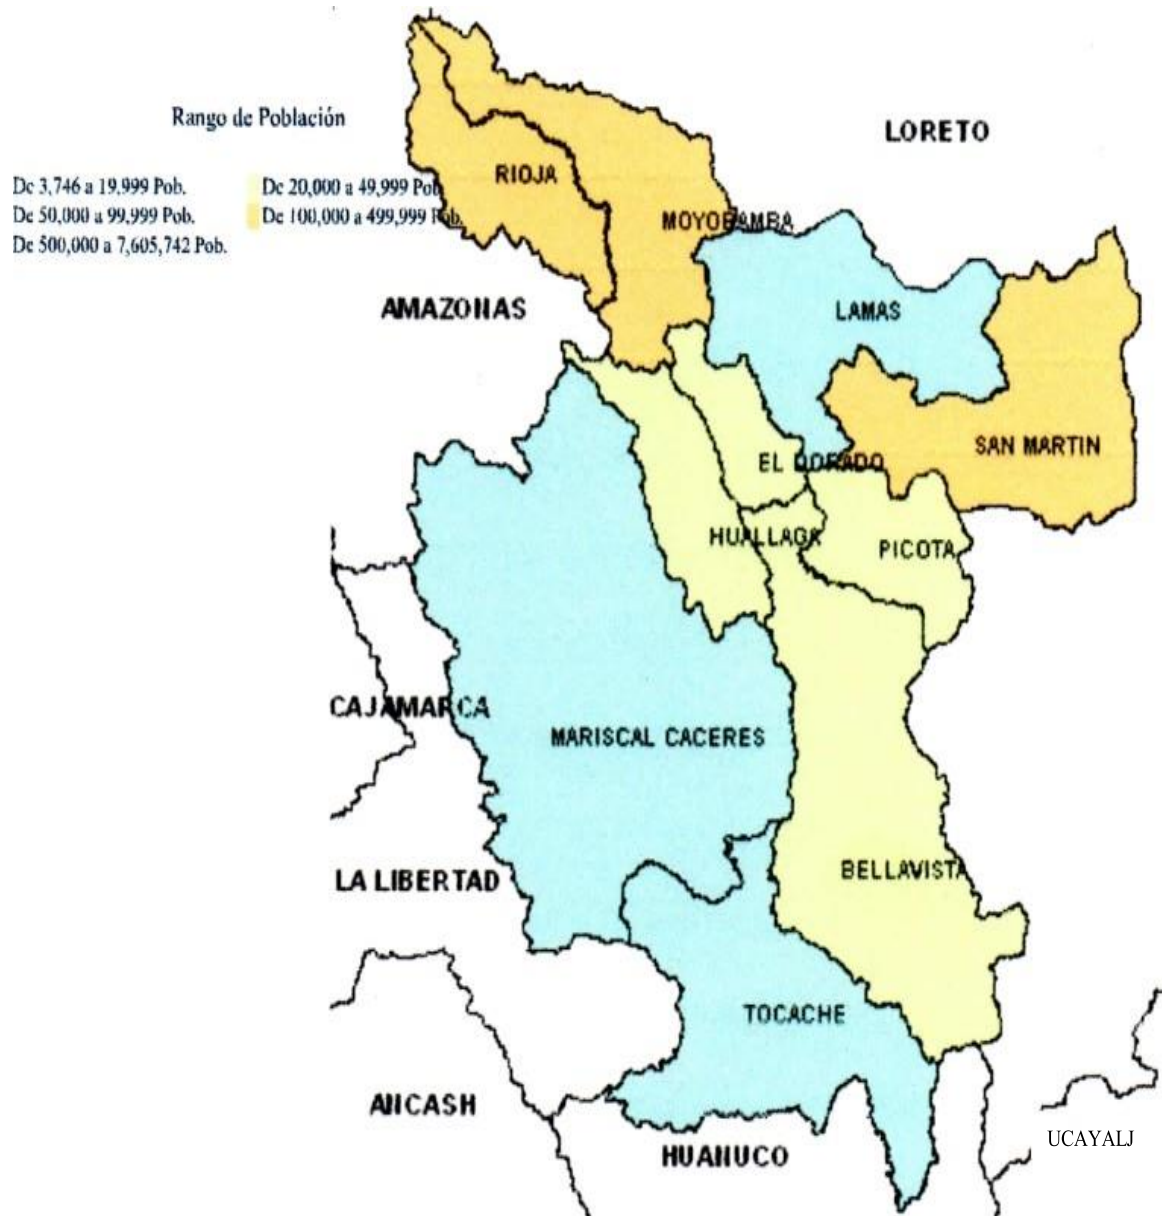 Rango de Población
De 3,746 a 19,999 Pob.
De 20,000 a 49,999 Pob
De 50,000 a 99,999 Pob.
De 100,000 a 499,999 Pob.
De 500,000 a 7,605,742 Pob.
LORETO
RIOJA
MOYOBAMBA
AMAZONAS
LAMAS
SAN MARTIN
EL DORADO
HUALLAGA
PICOTA
CAJAMARCA
MARISCAL CACERES
BELLAVISTA
LA LIBERTAD
TOCACHE
ANCASH
HUANUCO
UCAYALJ